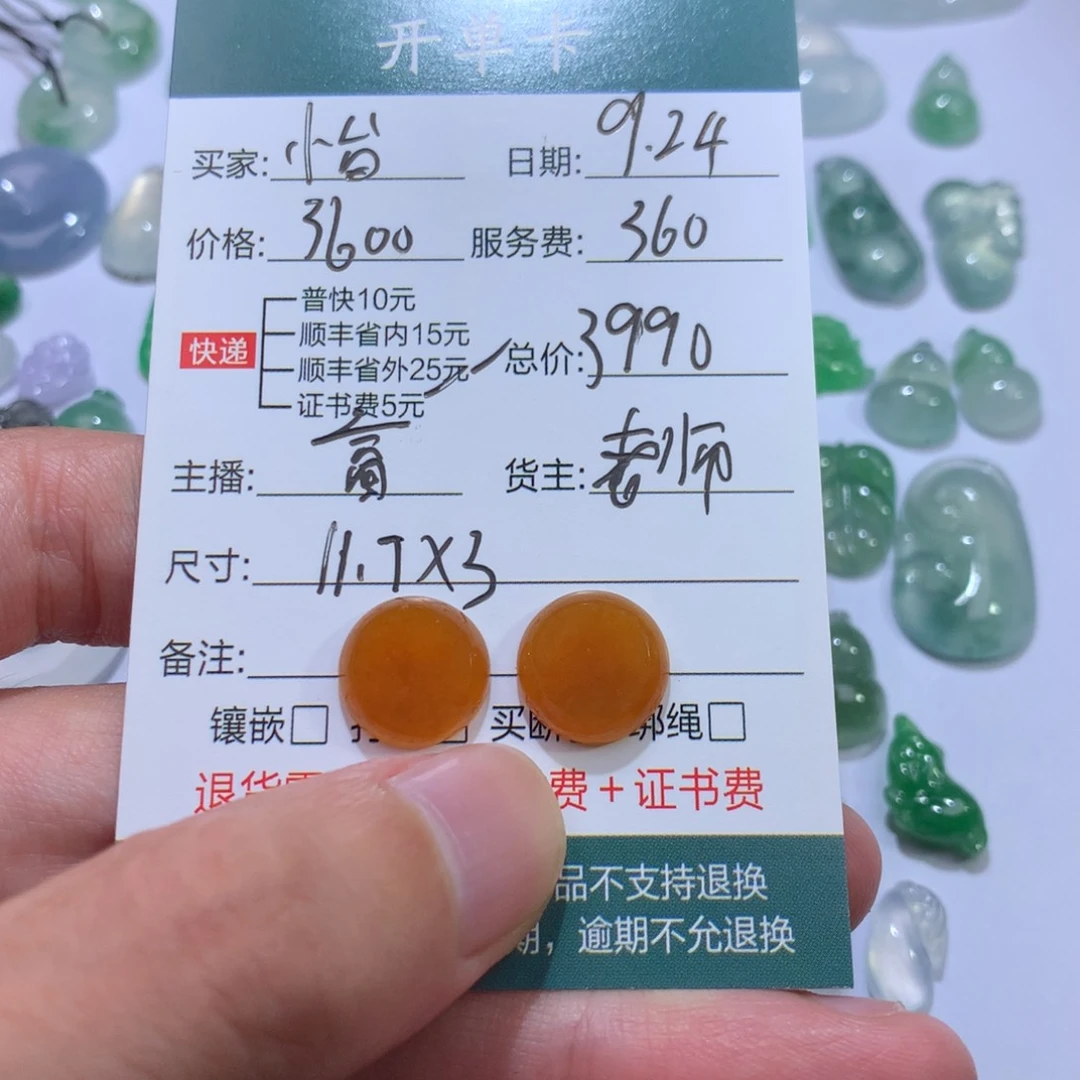 开单卡
买家: 小台 日期: 9.24
价格: 3600 服务费: 360
普快10元
顺丰省内15元
快递 顺丰省外25元 总价: 3990
证书费5元
主播: 货主: 老师
尺寸: 11.7X3
备注:
镶嵌□ 买断 绑绳□
退货需 费+证书费
品不支持退换
期，逾期不允退换